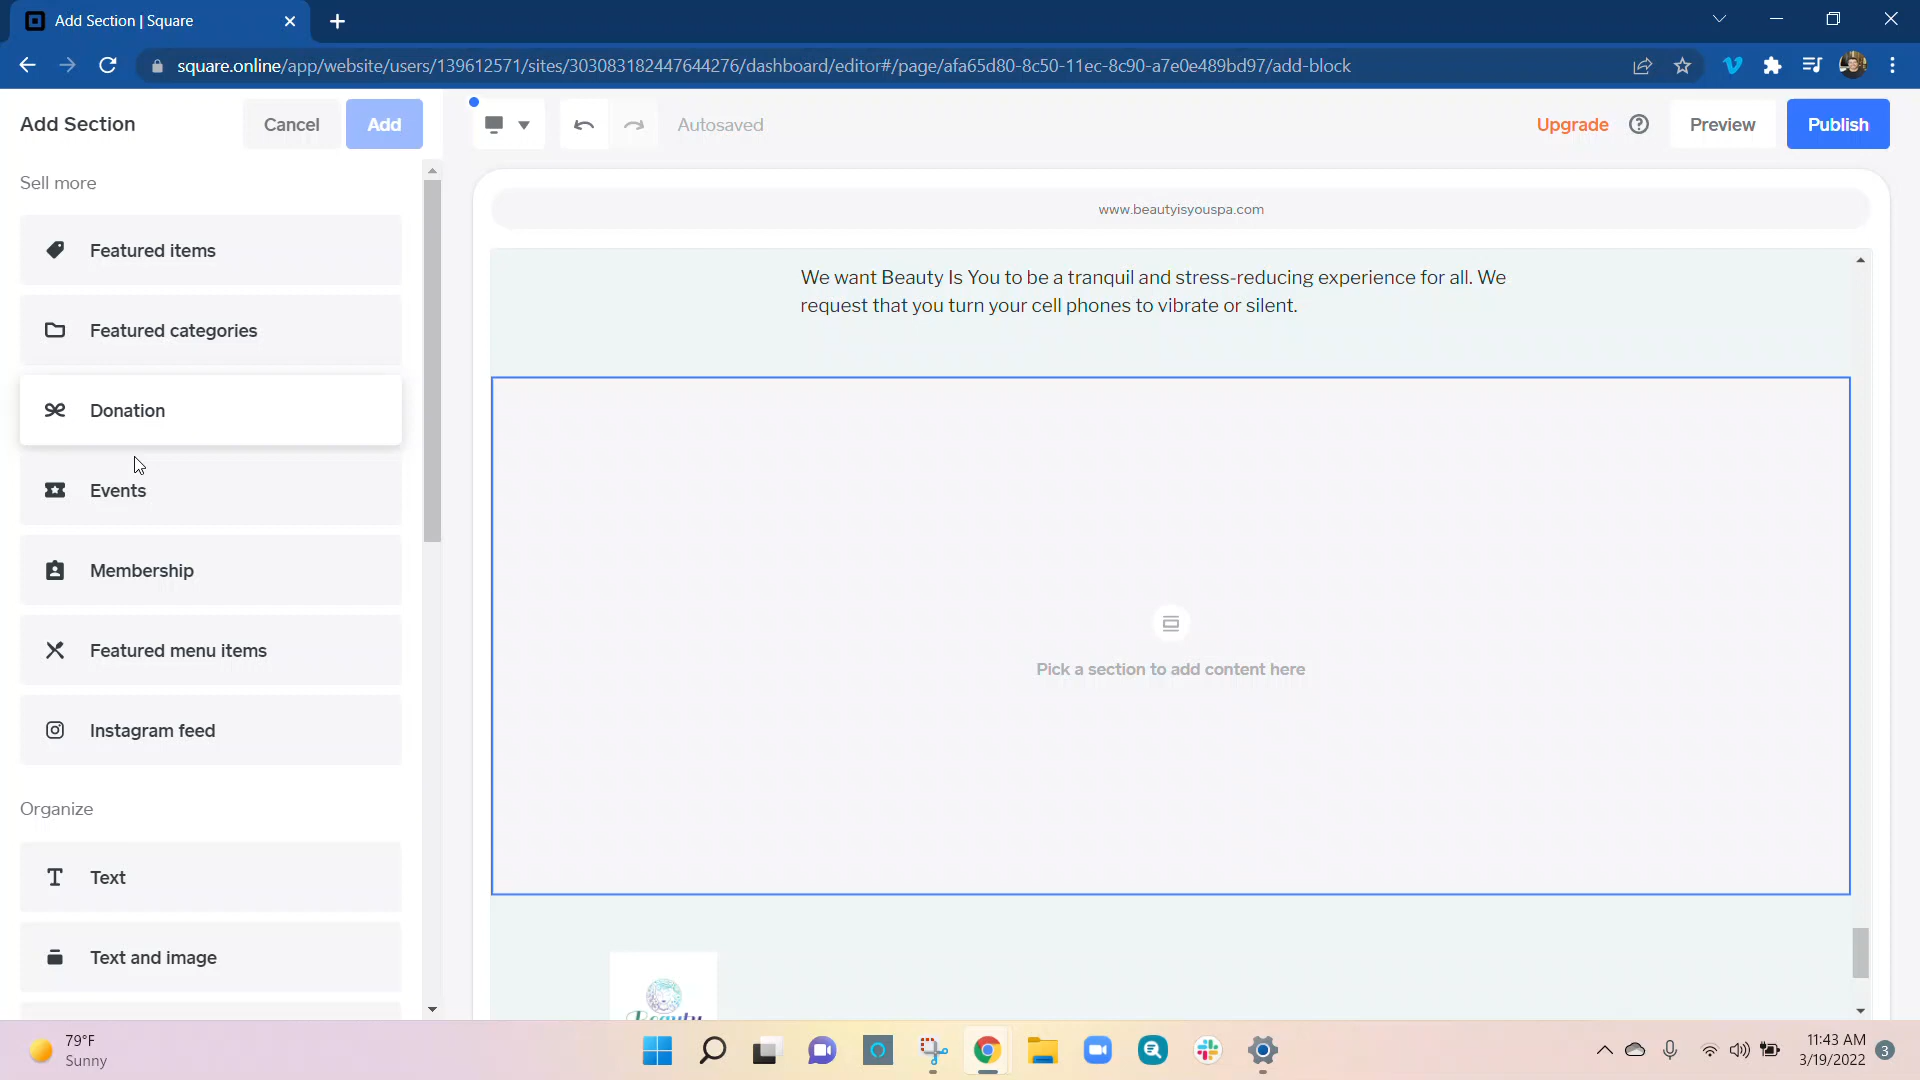 Add Section | Square
square.online/app/website/users/139612571/sites/303083182447644276/dashboard/editor#/page/afa65d80-8c50-11ec-8c90-a7e0e489bd97/add-block
Add Section
Cancel
Add
Autosaved
Upgrade
Preview
Publish
Sell more
Featured items
Featured categories
Donation
Events
Membership
Featured menu items
Instagram feed
Organize
Text
Text and image
www.beautyisyouspa.com
We want Beauty Is You to be a tranquil and stress-reducing experience for all. We
request that you turn your cell phones to vibrate or silent.
Pick a section to add content here
Beauty
79°F
Sunny
11:43 AM
3/19/2022
3